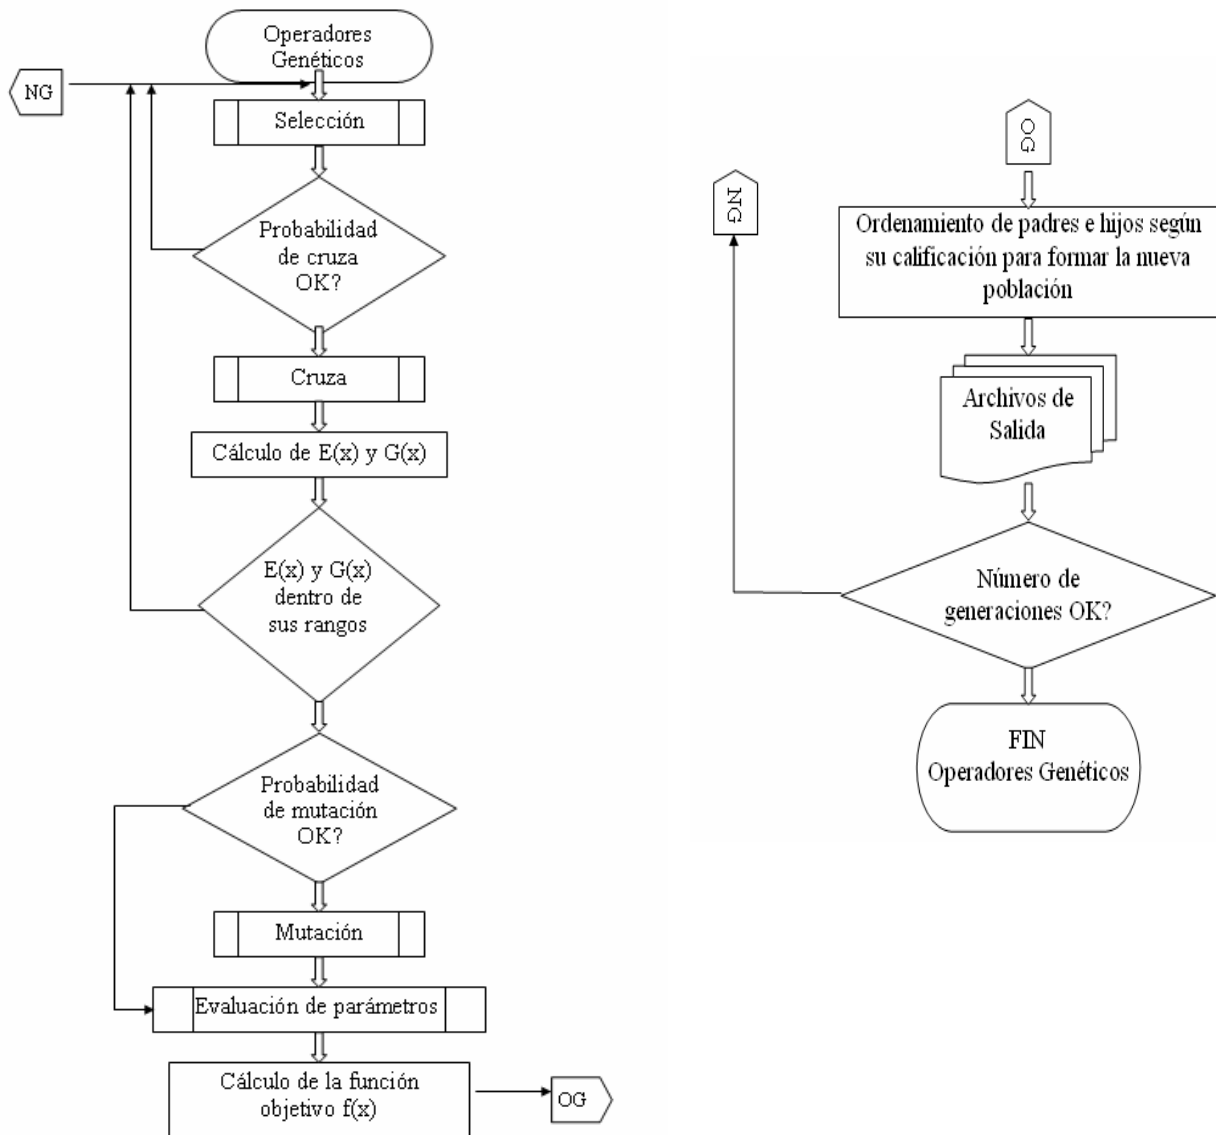 Operadores
Genéticos
NG
Selección
Probabilidad
de cruza
OK?
Cruza
Cálculo de E(x) y G(x)
E(x) y G(x)
dentro de
sus rangos
Probabilidad
de mutación
OK?
Mutación
Evaluación de parámetros
Cálculo de la función
objetivo f(x)
OG
OG
NG
Ordenamiento de padres e hijos según
su calificación para formar la nueva
población
Archivos de
Salida
Número de
generaciones OK?
FIN
Operadores Genéticos